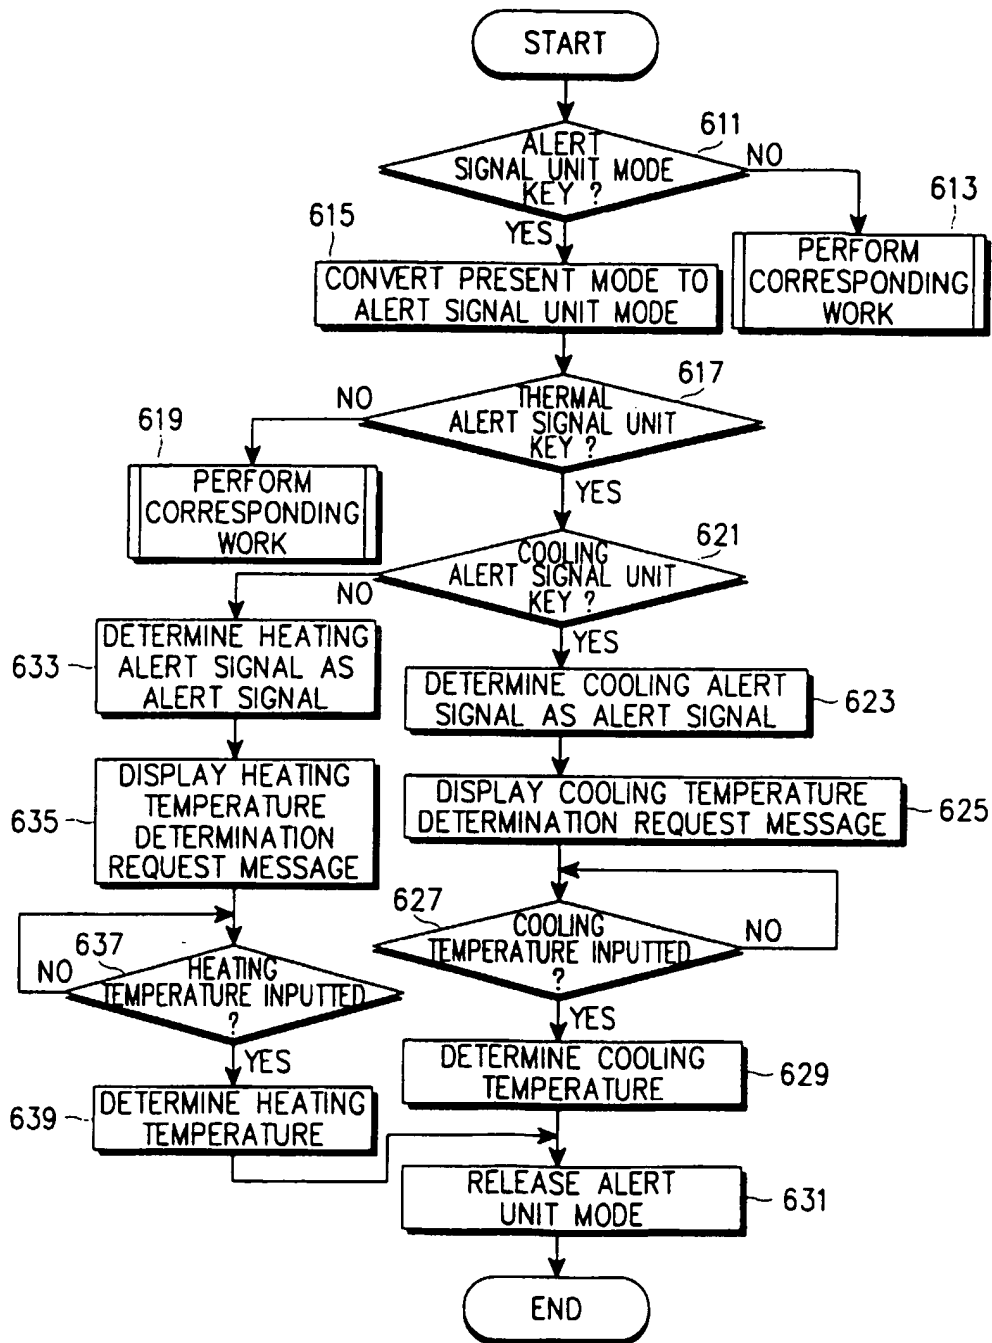 START
611
ALERT
SIGNAL UNIT MODE
KEY ?
NO
YES
613
PERFORM
CORRESPONDING
WORK
615
CONVERT PRESENT MODE TO
ALERT SIGNAL UNIT MODE
617
THERMAL
ALERT SIGNAL UNIT
KEY ?
NO
YES
619
PERFORM
CORRESPONDING
WORK
621
COOLING
ALERT SIGNAL UNIT
KEY ?
NO
YES
633
DETERMINE HEATING
ALERT SIGNAL AS
ALERT SIGNAL
DETERMINE COOLING ALERT
SIGNAL AS ALERT SIGNAL
623
635
DISPLAY HEATING
TEMPERATURE
DETERMINATION
REQUEST MESSAGE
DISPLAY COOLING TEMPERATURE
DETERMINATION REQUEST MESSAGE
625
627
COOLING
TEMPERATURE INPUTTED
?
NO
YES
637
HEATING
TEMPERATURE INPUTTED
?
NO
YES
DETERMINE COOLING
TEMPERATURE
629
639
DETERMINE HEATING
TEMPERATURE
RELEASE ALERT
UNIT MODE
631
END